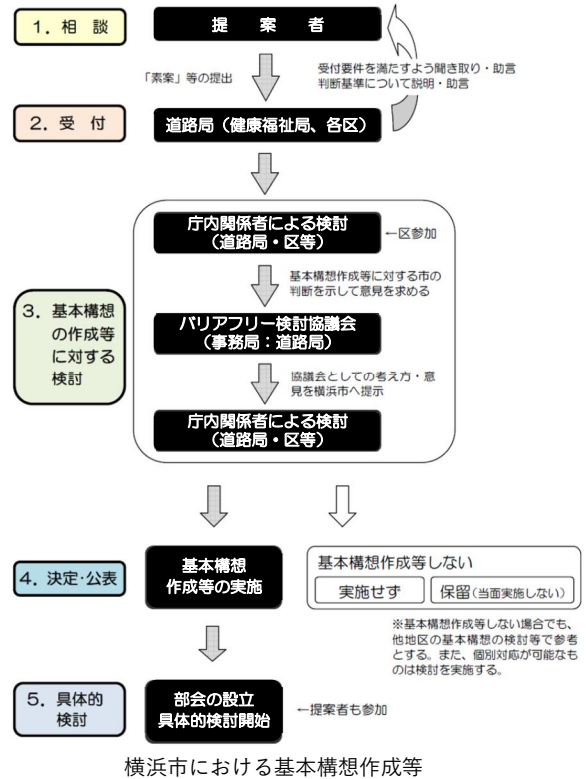 1．相　談
提　案　者
「素案」等の提出
受付要件を満たすよう聞き取り・助言
判断基準について説明・助言
2．受　付
道路局（健康福祉局、各区）
庁内関係者による検討
（道路局・区等）
←区参加
基本構想作成等に対する市の
判断を示して意見を求める
3．基本構想
の作成等
に対する
検討
バリアフリー検討協議会
（事務局：道路局）
協議会としての考え方・意
見を横浜市へ提示
庁内関係者による検討
（道路局・区等）
4．決定･公表
基本構想
作成等の実施
基本構想作成等しない
実施せず
保留（当面実施しない）
※基本構想作成等しない場合でも、
他地区の基本構想の検討等で参考
とする。また、個別対応が可能なも
のは検討を実施する。
5．具体的
検討
部会の設立
具体的検討開始
←提案者も参加
横浜市における基本構想作成等